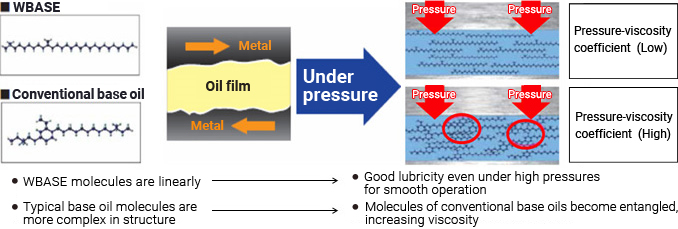 ■ WBASE
■ Conventional base oil
Metal
Oil film
Metal
Under
pressure
Pressure
Pressure
Pressure-viscosity
coefficient (Low)
Pressure
Pressure
Pressure-viscosity
coefficient (High)
● WBASE molecules are linearly
● Good lubricity even under high pressures
for smooth operation
● Typical base oil molecules are
more complex in structure
● Molecules of conventional base oils become entangled,
increasing viscosity